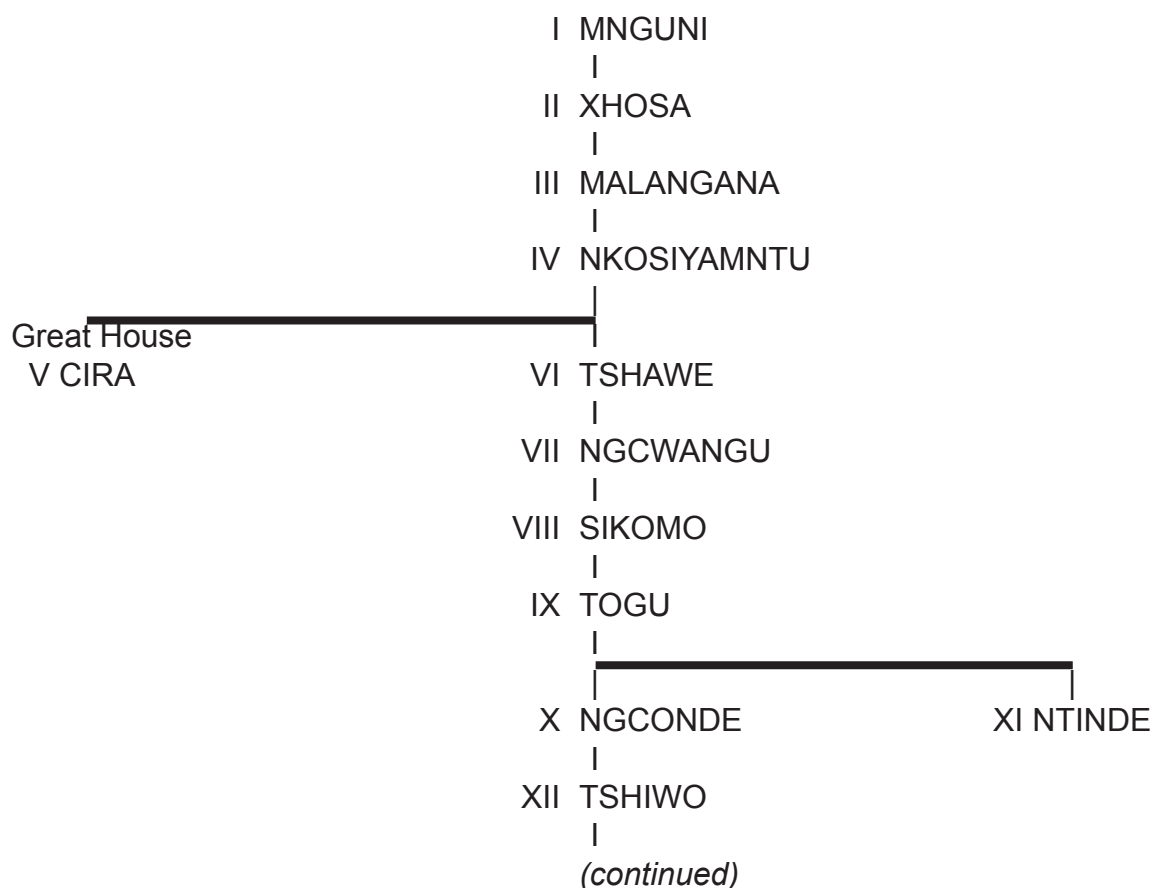 I MNGUNI
II XHOSA
III MALANGANA
IV NKOSIYAMNTU
Great House
V CIRA
VI TSHAWE
VII NGCWANGU
VIII SIKOMO
IX TOGU
X NGCONDE
XI NTINDE
XII TSHIWO
(continued)